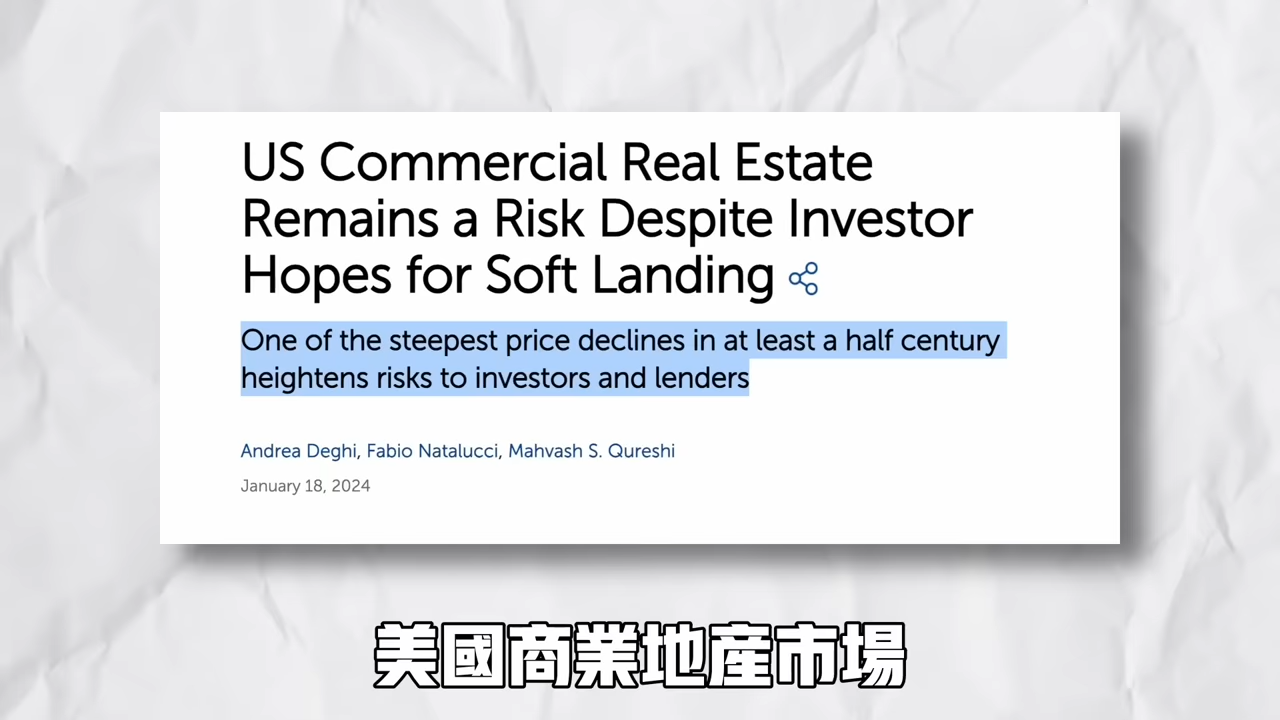 US Commercial Real Estate
Remains a Risk Despite Investor
Hopes for Soft Landing
One of the steepest price declines in at least a half century
heightens risks to investors and lenders
Andrea Deghi, Fabio Natalucci, Mahvash S. Qureshi
January 18, 2024
美國商業地產市場